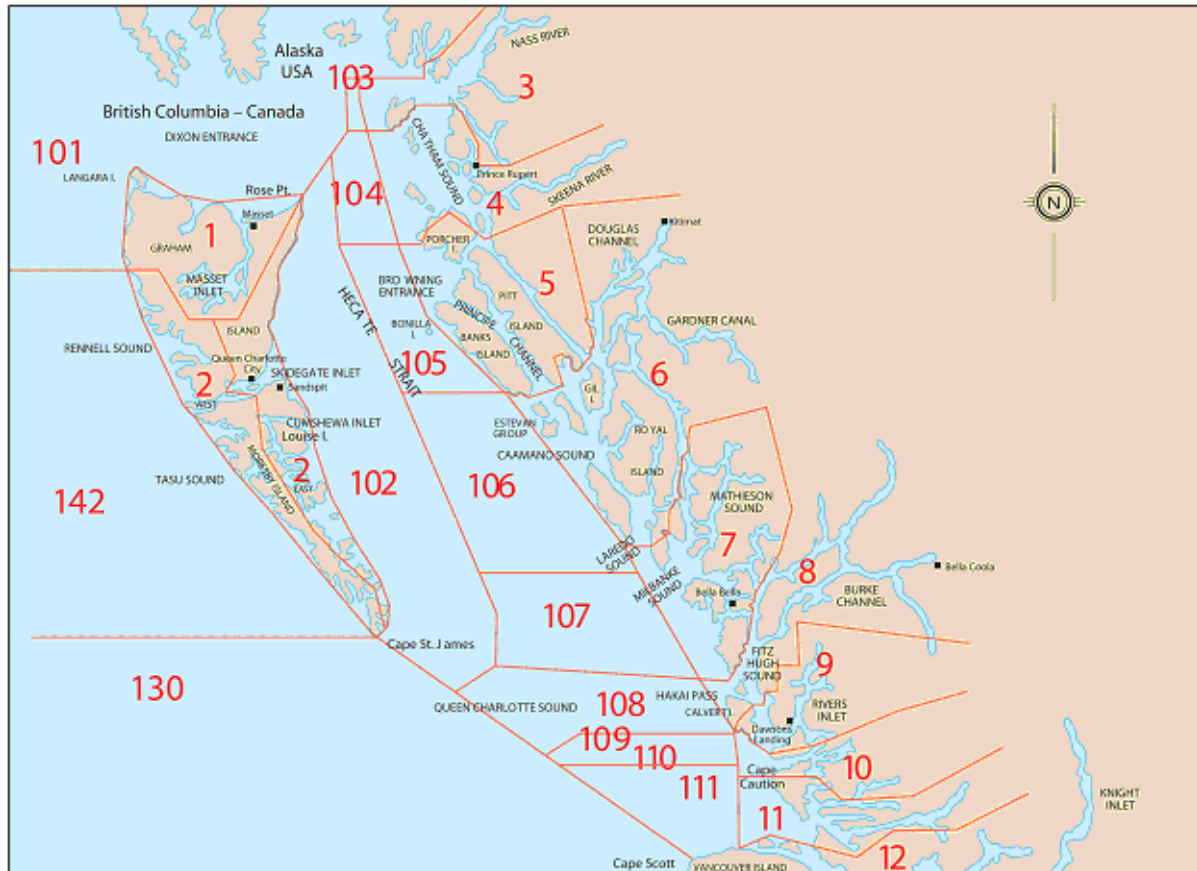 NASS RIVER
Alaska
USA
103
3
British Columbia – Canada
DIXON ENTRANCE
101
LANGARA I.
CHATHAM SOUND
Prince Rupert
SKEENA RIVER
Rose Pt.
104
4
N
Masset
1
GRAHAM
PORCHER
I.
DOUGLAS
CHANNEL
Kitimat
MASSET
INLET
BRO WNING
ENTRANCE
5
PITT
ISLAND
HECA TE
STRAIT
PRINCIPE
CHANNEL
GARDNER CANAL
ISLAND
BONILLA
I.
BANKS
ISLAND
RENNELL SOUND
Queen Charlotte
City
SKIDEGATE INLET
Sandspit
105
6
2
WEST
GIL
I.
CUMSHEWA INLET
Louise I.
ESTEVAN
GROUP
RO YAL
ISLAND
CAAMANO SOUND
MORESBY ISLAND
2
EAST
TASU SOUND
102
106
142
MATHIESON
SOUND
LAREDO
SOUND
7
8
MILBANKE
SOUND
Bella Bella
Bella Coola
BURKE
CHANNEL
107
Cape St. J ames
FITZ
HUGH
SOUND
9
130
108
HAKAI PASS
QUEEN CHARLOTTE SOUND
CALVERT I.
RIVERS
INLET
Dawsons
Landing
109
110
Cape
Caution
10
111
11
KNIGHT
INLET
12
Cape Scott
VANCOUVER ISLAND